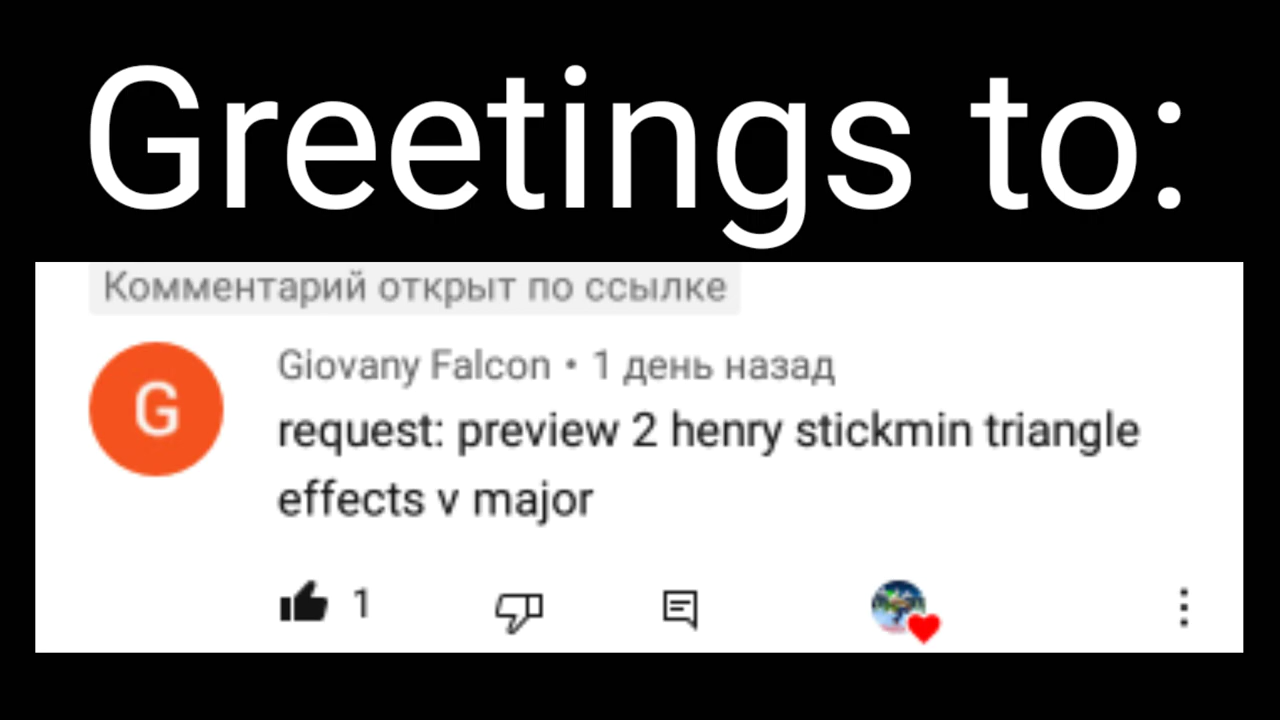 Greetings to:
Комментарий открыт по ссылке
G
Giovany Falcon • 1 день назад
request: preview 2 henry stickmin triangle
effects v major
1